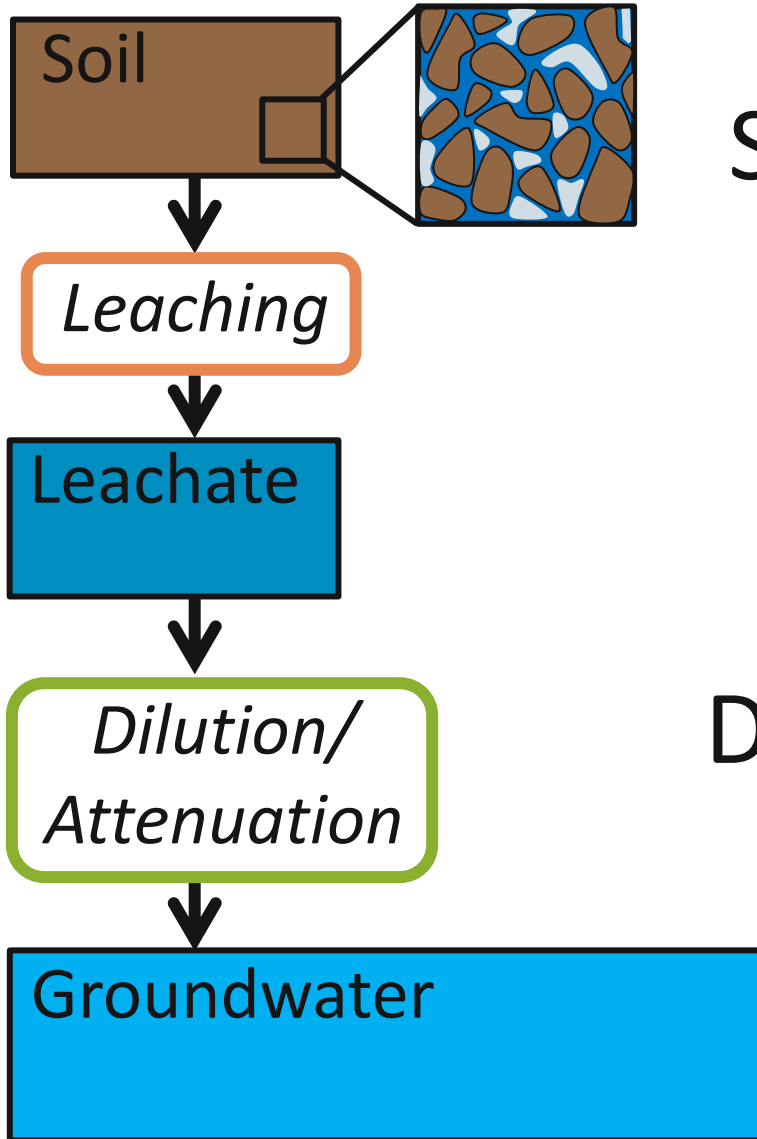 Soil
S
Leaching
Leachate
Dilution/
Attenuation
D
Groundwater